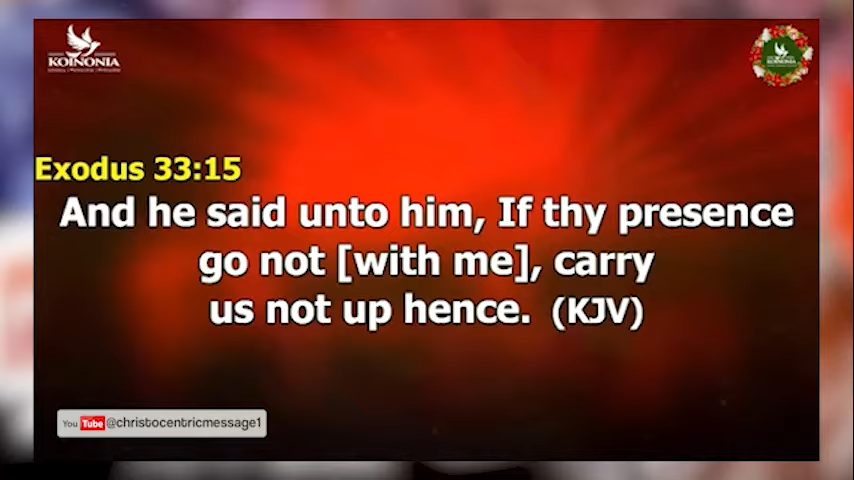 KOINONIA
KOINONIA
Exodus 33:15
And he said unto him, If thy presence
go not [with me], carry
us not up hence. (KJV)
You Tube @christocentricmessage1